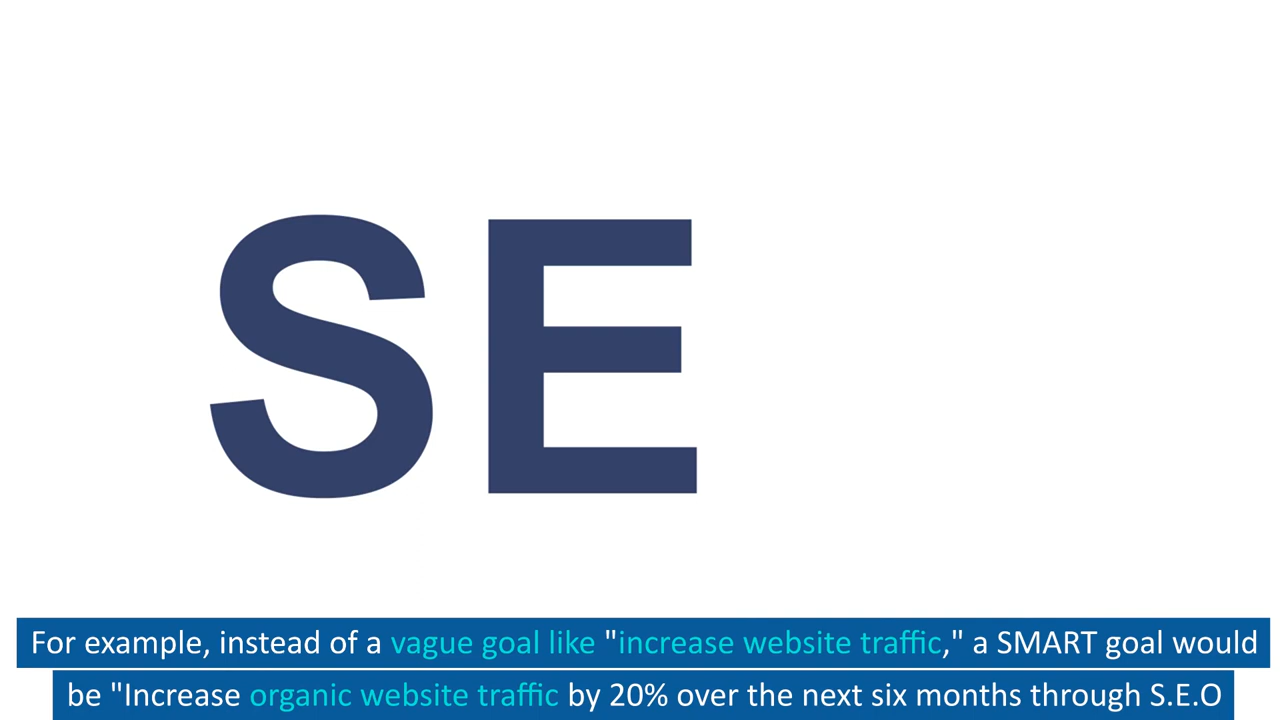 SE
For example, instead of a vague goal like "increase website traffic," a SMART goal would
be "Increase organic website traffic by 20% over the next six months through S.E.O